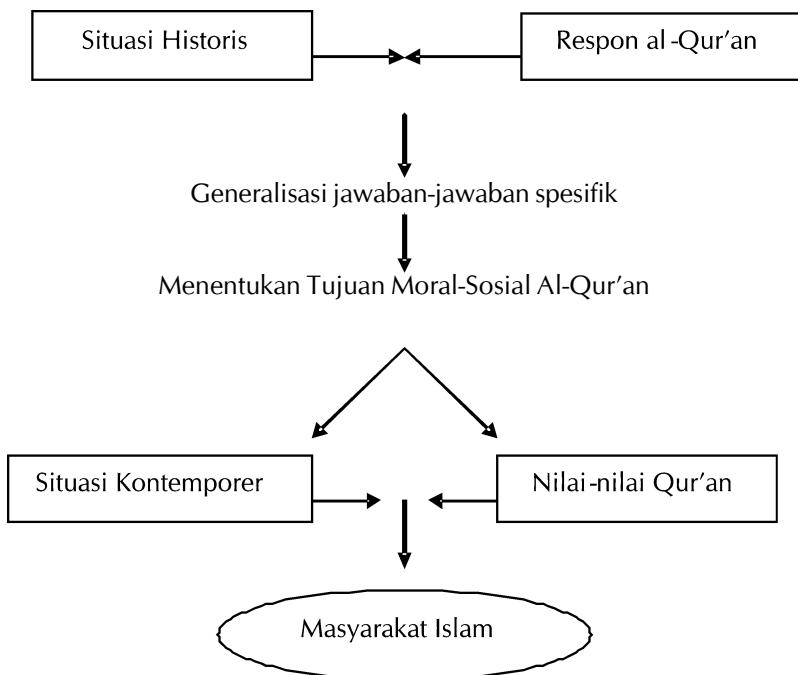 Situasi Historis
Respon al-Qur'an
Generalisasi jawaban-jawaban spesifik
Menentukan Tujuan Moral-Sosial Al-Qur'an
Situasi Kontemporer
Nilai-nilai Qur'an
Masyarakat Islam